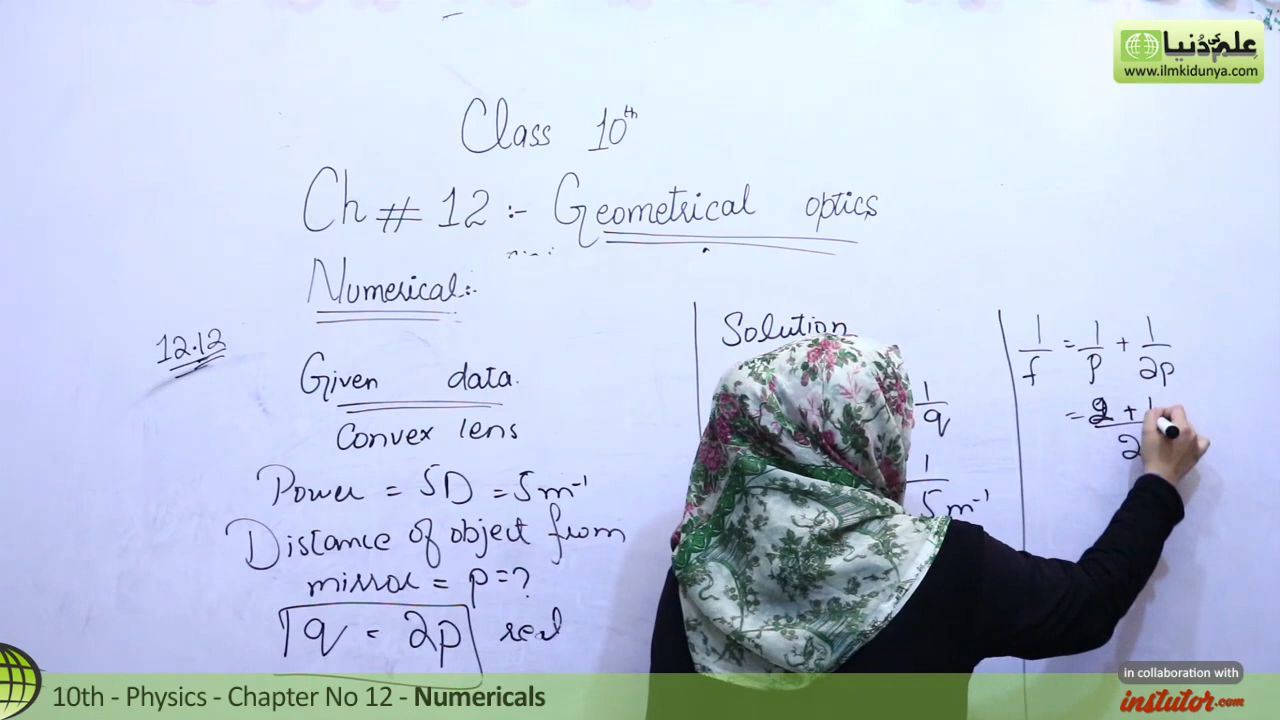 علم کی دُنیا
www.ilmkidunya.com
Class 10th
Ch # 12 :- Geometrical optics
Numerical:-
12.12
Given data.
Convex lens
Power = 5D = 5m⁻¹
Distance of object from
mirror = p = ?
q = 2p real
Solution
1/q
1/5m⁻¹
1/f = 1/p + 1/2p
= 2 + 1
2
10th - Physics - Chapter No 12 - Numericals
in collaboration with
instutor.com